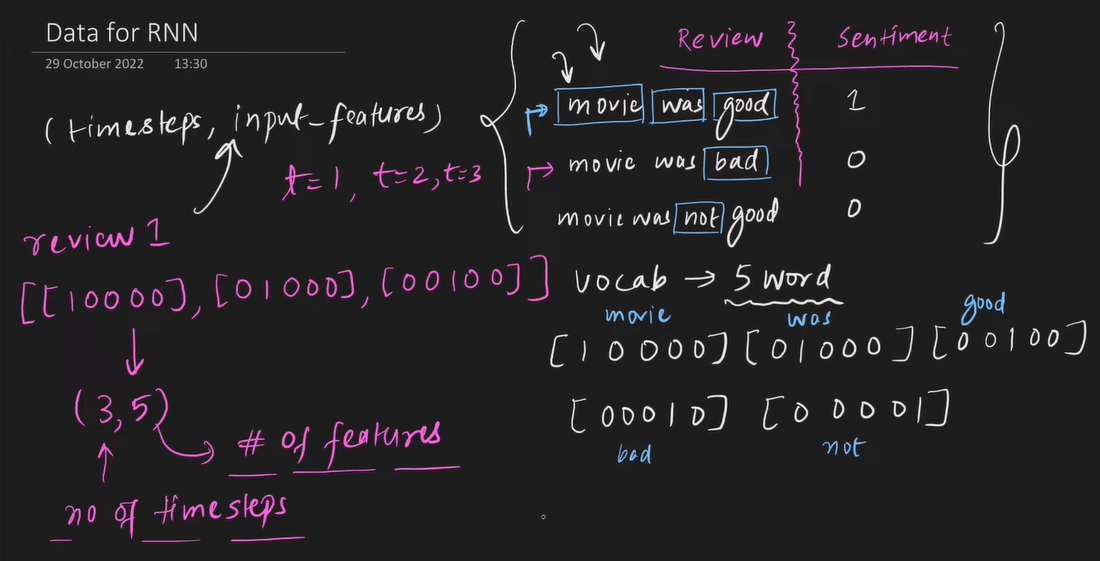 Data for RNN
29 October 2022 13:30
Review Sentiment
movie was good 1
movie was bad 0
movie was not good 0
(timesteps, input_features)
t=1, t=2, t=3
review 1
[[10000], [01000], [00100]]
(3,5)
# of features
no of timesteps
vocab → 5 word
movie was good
[10000] [01000] [00100]
[00010] [00001]
bad not